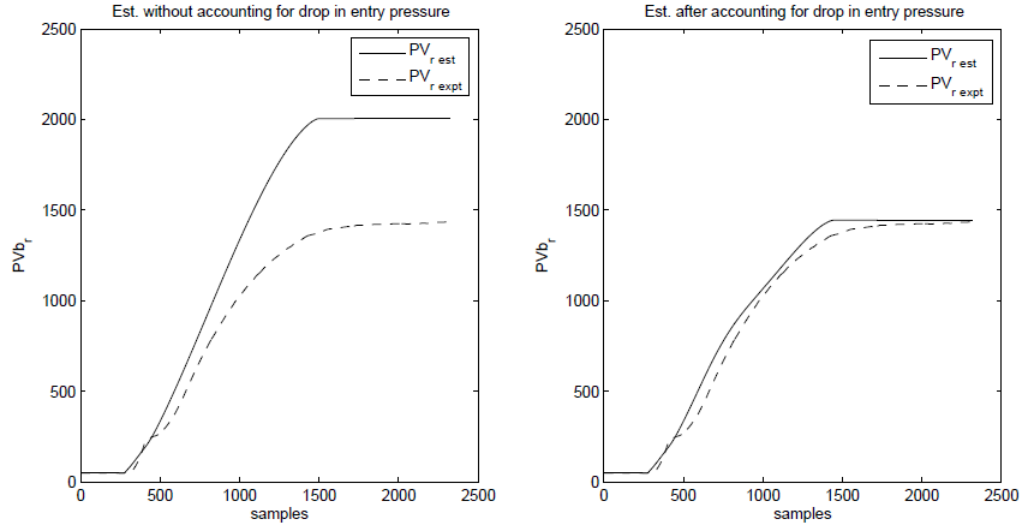 Est. without accounting for drop in entry pressure
2500
2000
1500
1000
500
0
PVb_r
PV_r est
PV_r expt
0 500 1000 1500 2000 2500
samples
Est. after accounting for drop in entry pressure
2500
2000
1500
1000
500
0
PVb_r
PV_r est
PV_r expt
0 500 1000 1500 2000 2500
samples